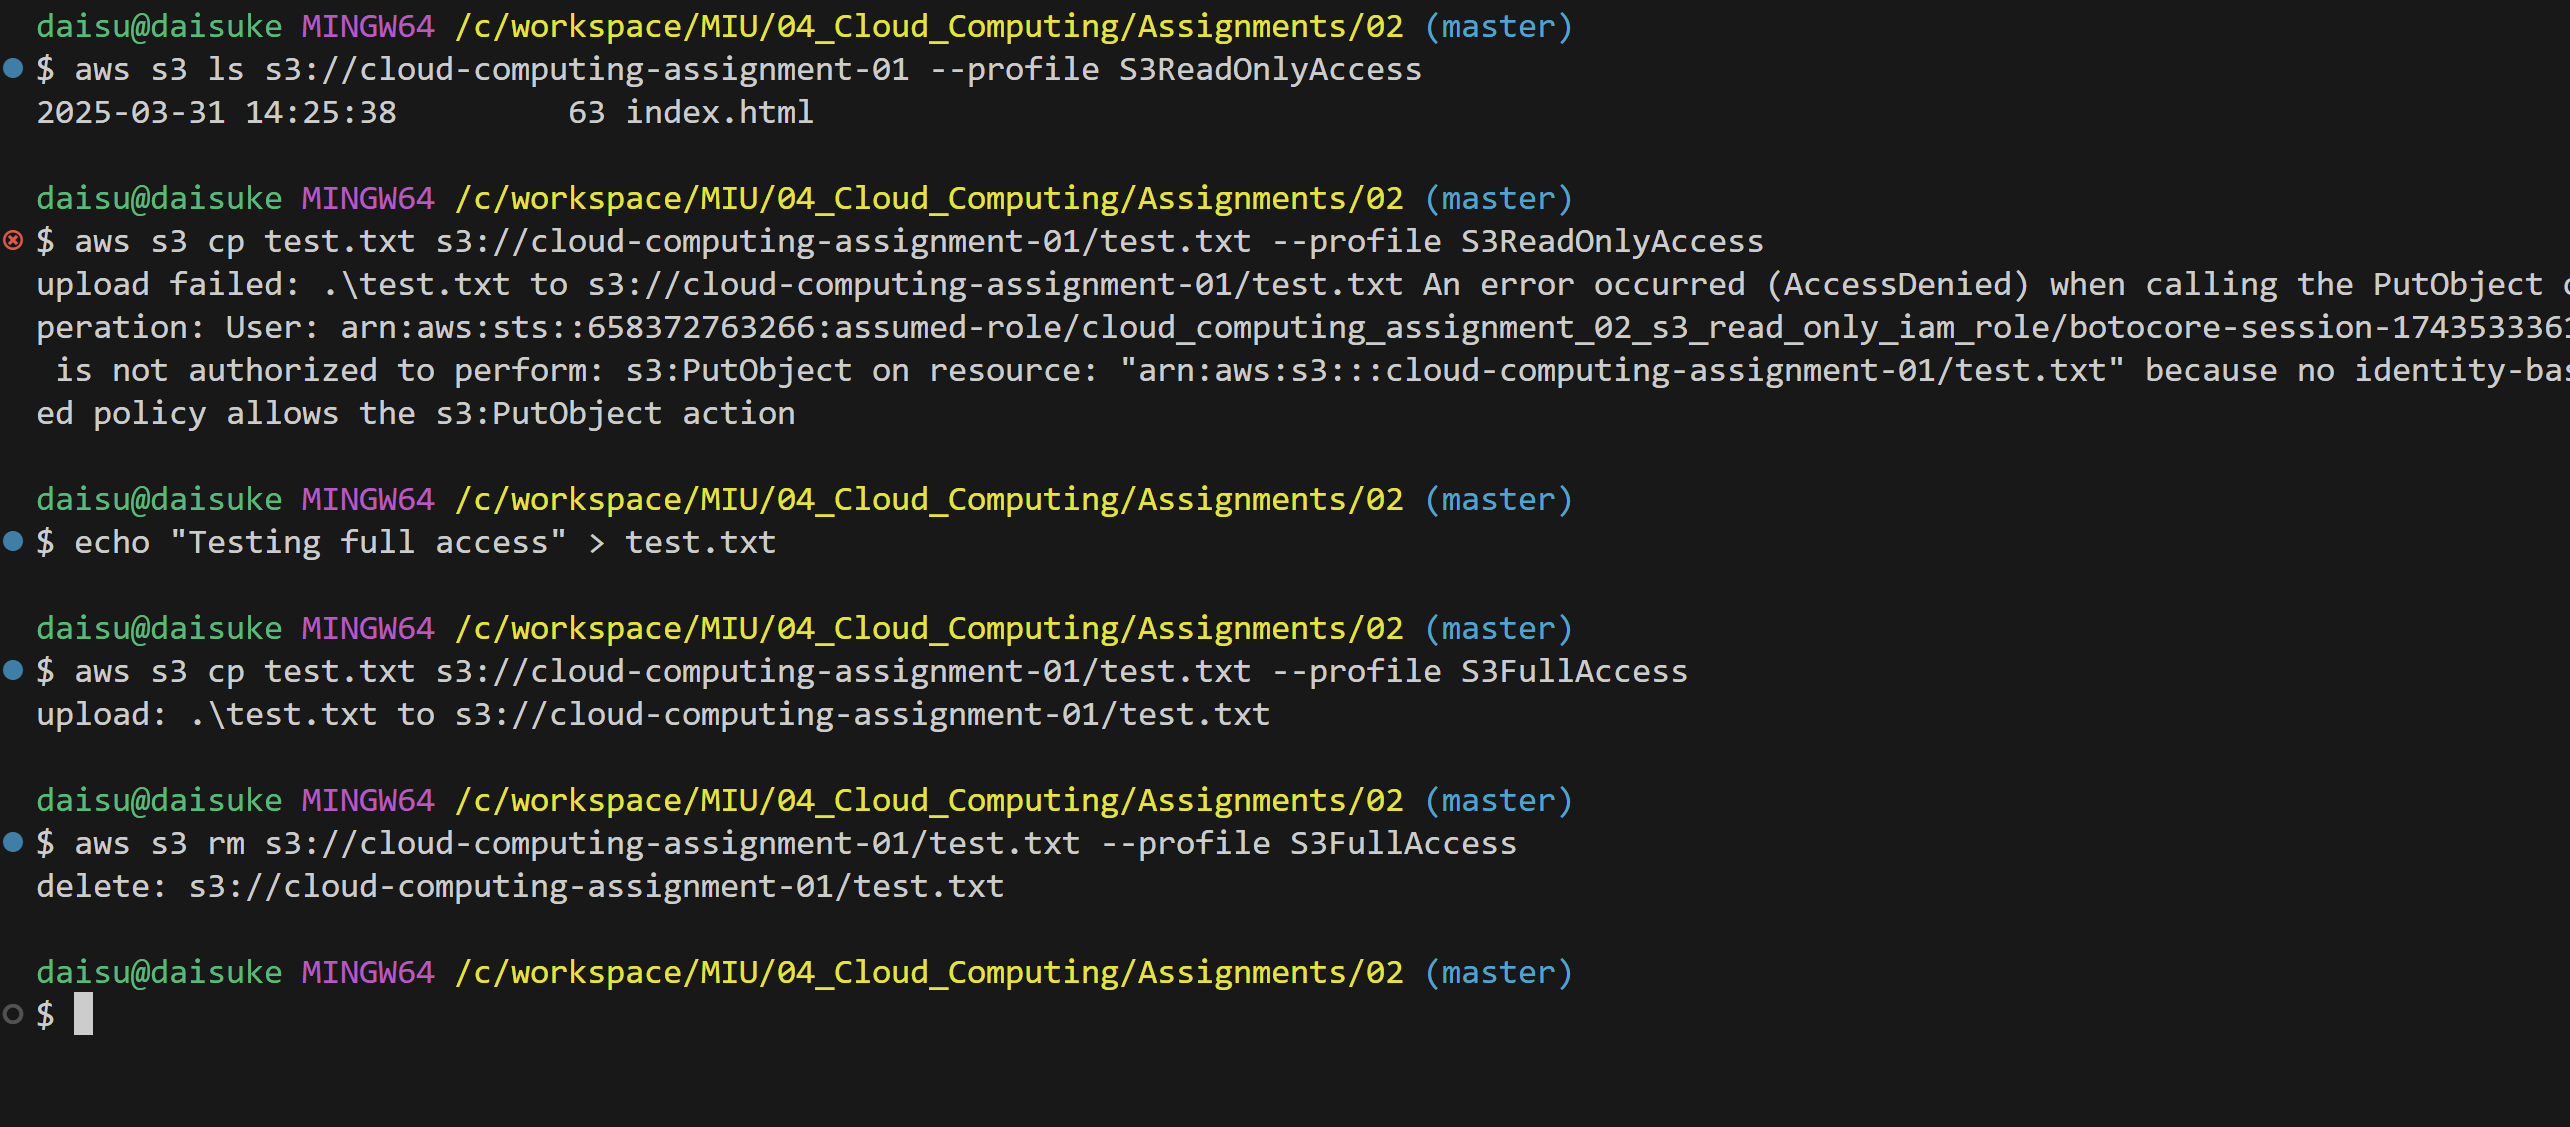 daisu@daisuke MINGW64 /c/workspace/MIU/04_Cloud_Computing/Assignments/02 (master)
$ aws s3 ls s3://cloud-computing-assignment-01 --profile S3ReadOnlyAccess
2025-03-31 14:25:38         63 index.html
daisu@daisuke MINGW64 /c/workspace/MIU/04_Cloud_Computing/Assignments/02 (master)
$ aws s3 cp test.txt s3://cloud-computing-assignment-01/test.txt --profile S3ReadOnlyAccess
upload failed: .\test.txt to s3://cloud-computing-assignment-01/test.txt An error occurred (AccessDenied) when calling the PutObject o
peration: User: arn:aws:sts::658372763266:assumed-role/cloud_computing_assignment_02_s3_read_only_iam_role/botocore-session-1743533361
 is not authorized to perform: s3:PutObject on resource: "arn:aws:s3:::cloud-computing-assignment-01/test.txt" because no identity-bas
ed policy allows the s3:PutObject action
daisu@daisuke MINGW64 /c/workspace/MIU/04_Cloud_Computing/Assignments/02 (master)
$ echo "Testing full access" > test.txt
daisu@daisuke MINGW64 /c/workspace/MIU/04_Cloud_Computing/Assignments/02 (master)
$ aws s3 cp test.txt s3://cloud-computing-assignment-01/test.txt --profile S3FullAccess
upload: .\test.txt to s3://cloud-computing-assignment-01/test.txt
daisu@daisuke MINGW64 /c/workspace/MIU/04_Cloud_Computing/Assignments/02 (master)
$ aws s3 rm s3://cloud-computing-assignment-01/test.txt --profile S3FullAccess
delete: s3://cloud-computing-assignment-01/test.txt
daisu@daisuke MINGW64 /c/workspace/MIU/04_Cloud_Computing/Assignments/02 (master)
$